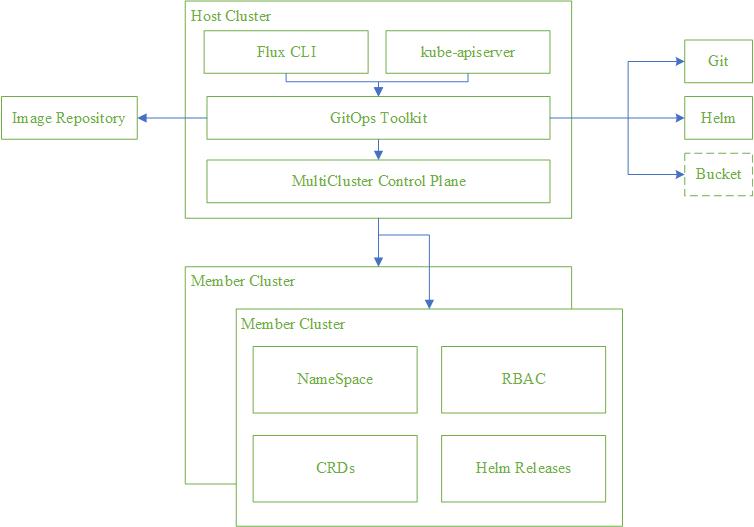 Host Cluster
Flux CLI
kube-apiserver
Git
Image Repository
GitOps Toolkit
Helm
MultiCluster Control Plane
Bucket
Member Cluster
Member Cluster
NameSpace
RBAC
CRDs
Helm Releases